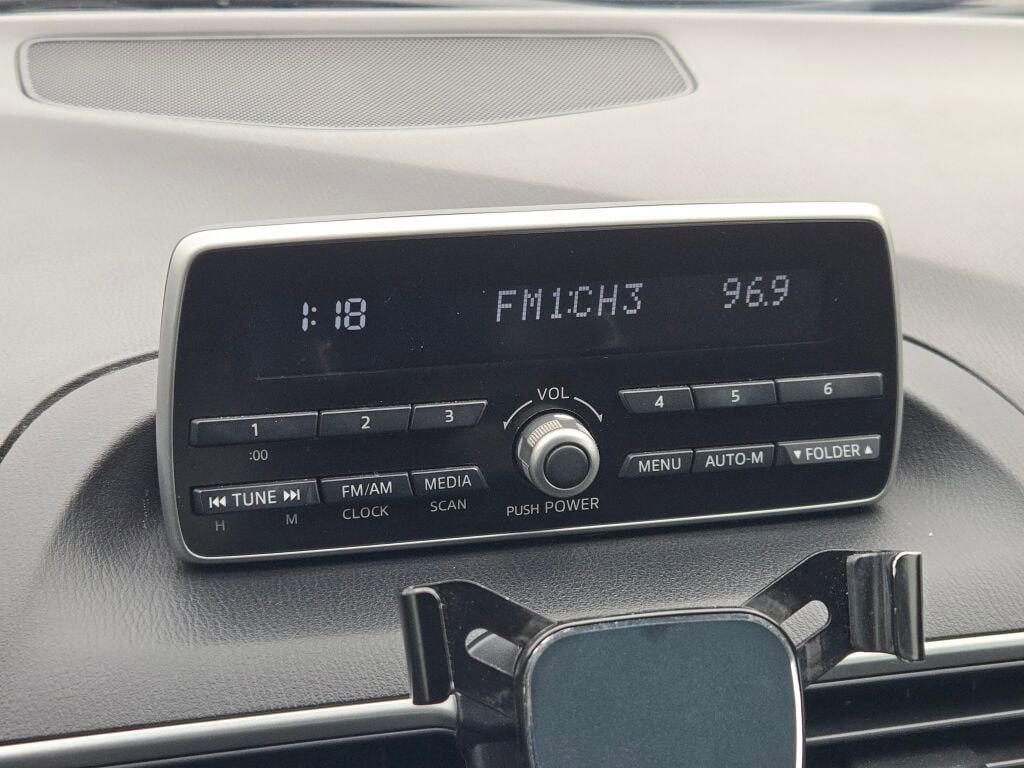 1:18 FM1:CH3 96.9
VOL
1 2 3 4 5 6
:00
⏮ TUNE ⏭ FM/AM MEDIA MENU AUTO-M ▼FOLDER▲
H M CLOCK SCAN PUSH POWER